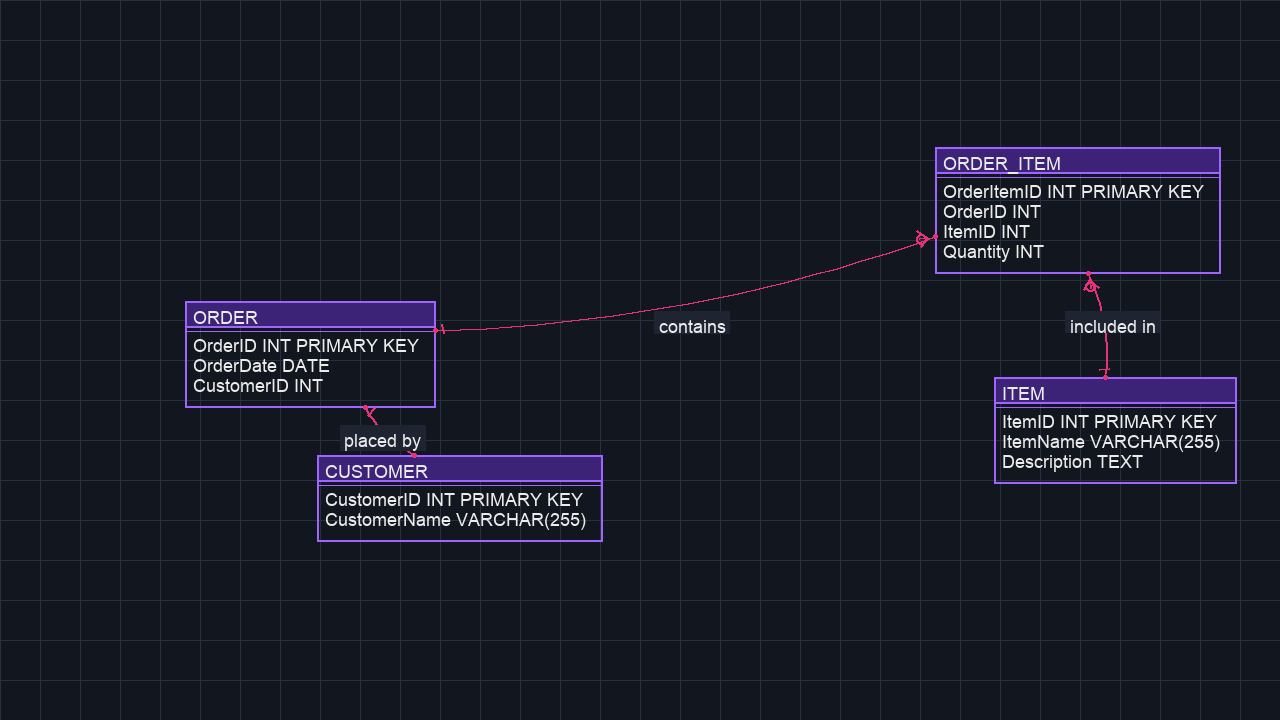 ORDER_ITEM
OrderItemID INT PRIMARY KEY
OrderID INT
ItemID INT
Quantity INT
ORDER
OrderID INT PRIMARY KEY
OrderDate DATE
CustomerID INT
contains
included in
placed by
ITEM
ItemID INT PRIMARY KEY
ItemName VARCHAR(255)
Description TEXT
CUSTOMER
CustomerID INT PRIMARY KEY
CustomerName VARCHAR(255)